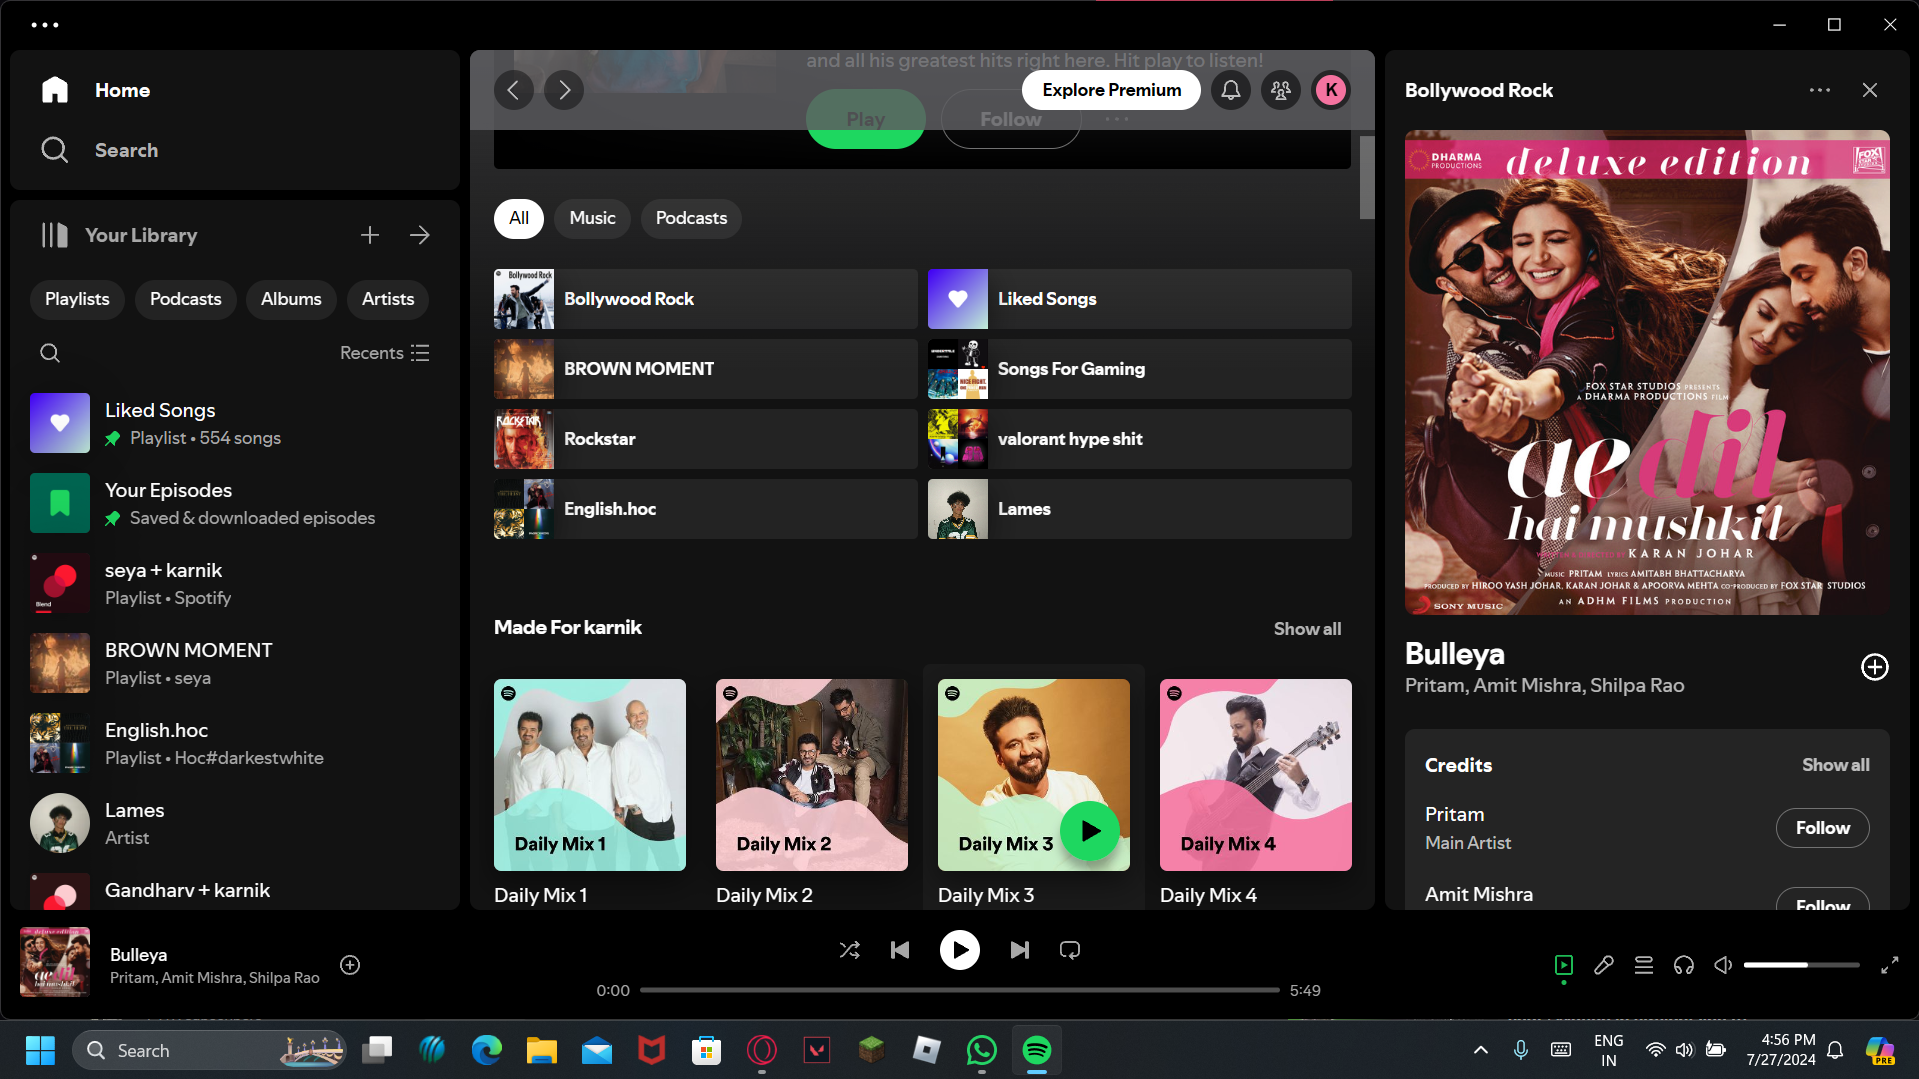 Home
Search
Your Library
Playlists
Podcasts
Albums
Artists
Recents
Liked Songs
Playlist • 554 songs
Your Episodes
Saved & downloaded episodes
Blend
seya + karnik
Playlist • Spotify
BROWN MOMENT
Playlist • seya
English.hoc
Playlist • Hoc#darkestwhite
Lames
Artist
Gandharv + karnik
and all his greatest hits right here. Hit play to listen!
Explore Premium
K
Play
Follow
All
Music
Podcasts
Bollywood Rock
Bollywood Rock
Liked Songs
BROWN MOMENT
Songs For Gaming
ROCKSTAR
Rockstar
valorant hype shit
English.hoc
Lames
Made For karnik
Show all
Daily Mix 1
Daily Mix 2
Daily Mix 3
Daily Mix 4
Daily Mix 1
Daily Mix 2
Daily Mix 3
Daily Mix 4
Bollywood Rock
DHARMA
PRODUCTIONS
deluxe edition
FOX STAR STUDIOS PRESENTS
A DHARMA PRODUCTIONS FILM
ae dil
hai mushkil
KARAN JOHAR
MUSIC PRITAM LYRICS AMITABH BHATTACHARYA
PRODUCED BY HIROO YASH JOHAR, KARAN JOHAR & APOORVA MEHTA CO-PRODUCED BY FOX STAR STUDIOS
AN ADHM FILMS PRODUCTION
SONY MUSIC
Bulleya
Pritam, Amit Mishra, Shilpa Rao
Credits
Show all
Pritam
Main Artist
Follow
Amit Mishra
Follow
deluxe edition
ae dil
Bulleya
Pritam, Amit Mishra, Shilpa Rao
0:00
5:49
Search
ENG
IN
4:56 PM
7/27/2024
PRE